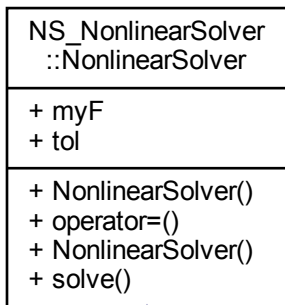 NS_NonlinearSolver
::NonlinearSolver
+ myF
+ tol
+ NonlinearSolver()
+ operator=()
+ NonlinearSolver()
+ solve()